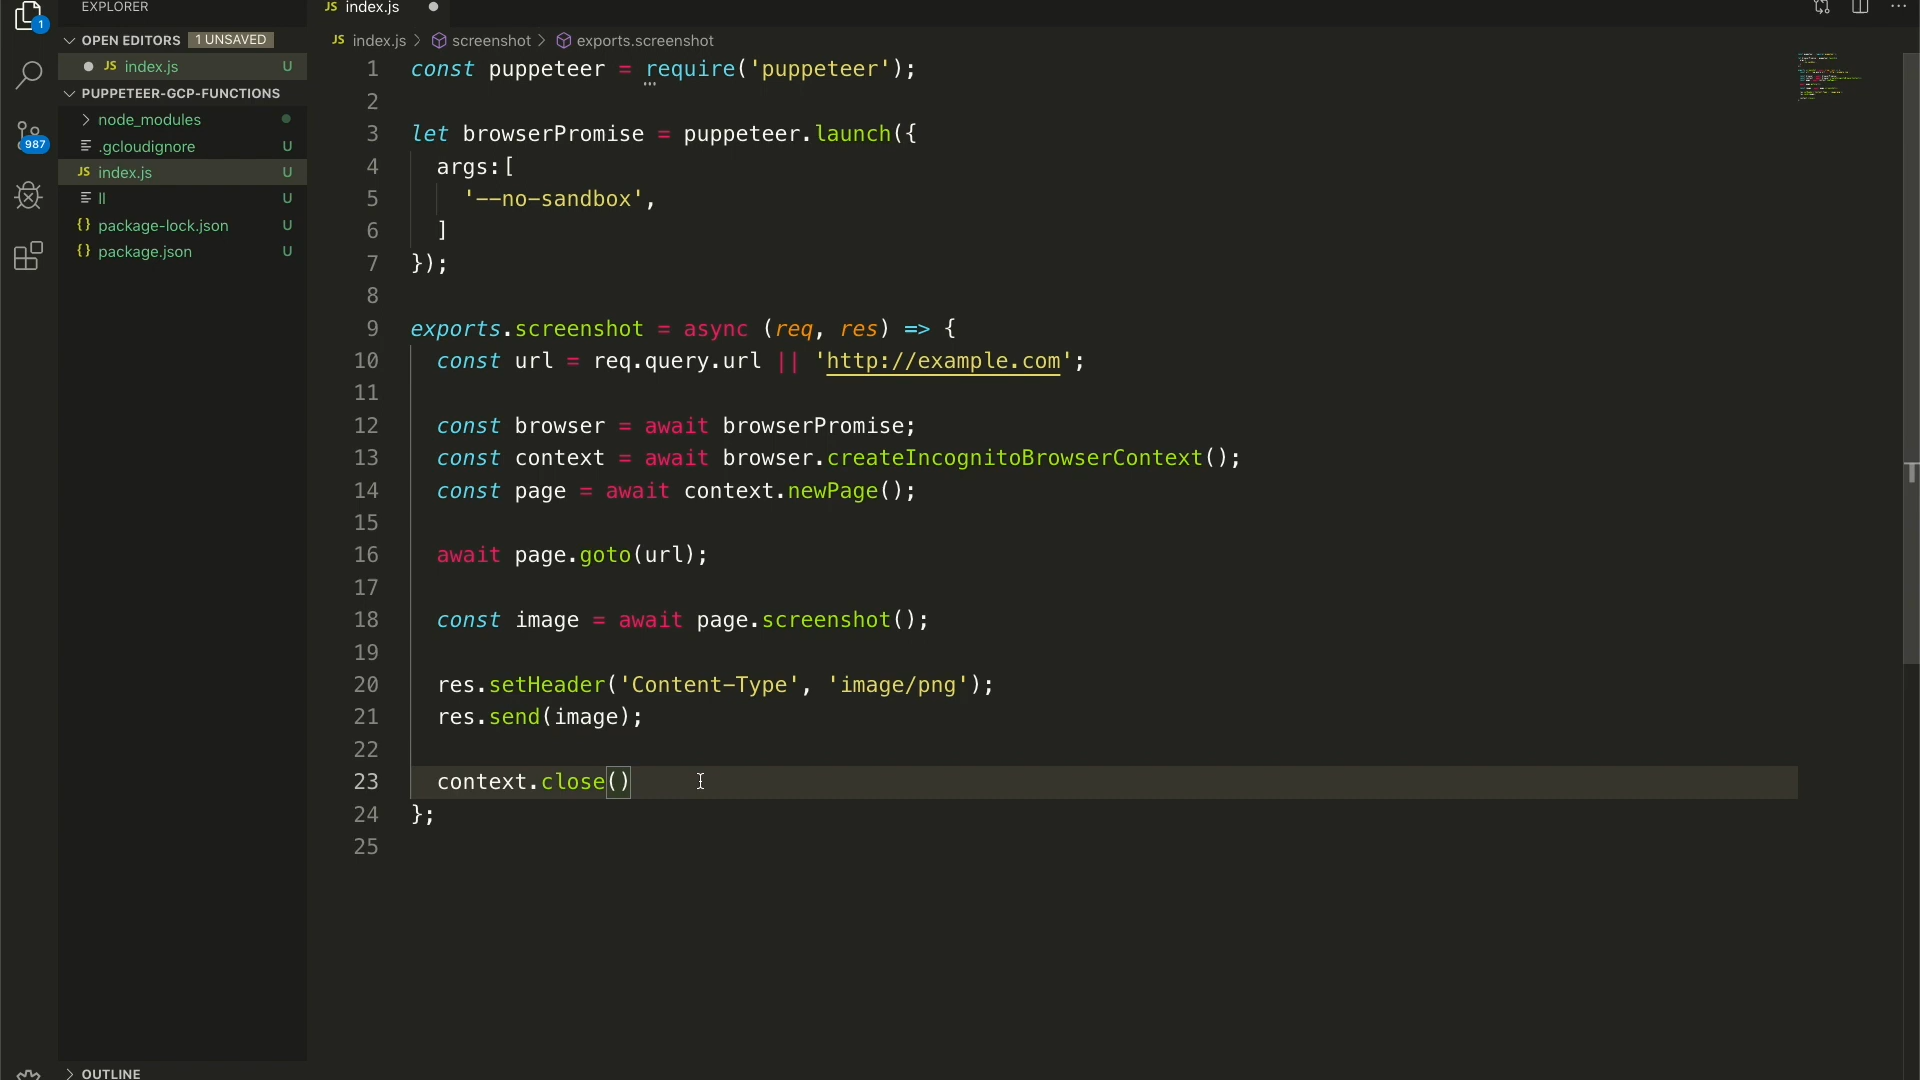 EXPLORER
1
OPEN EDITORS 1 UNSAVED
JS index.js U
PUPPETEER-GCP-FUNCTIONS
node_modules
.gcloudignore U
987
JS index.js U
ll U
{} package-lock.json U
{} package.json U
OUTLINE
JS index.js
JS index.js > screenshot > exports.screenshot
1 const puppeteer = require('puppeteer');
2
3 let browserPromise = puppeteer.launch({
4 args:[
5 '--no-sandbox',
6 ]
7 });
8
9 exports.screenshot = async (req, res) => {
10 const url = req.query.url || 'http://example.com';
11
12 const browser = await browserPromise;
13 const context = await browser.createIncognitoBrowserContext();
14 const page = await context.newPage();
15
16 await page.goto(url);
17
18 const image = await page.screenshot();
19
20 res.setHeader('Content-Type', 'image/png');
21 res.send(image);
22
23 context.close()
24 };
25
T